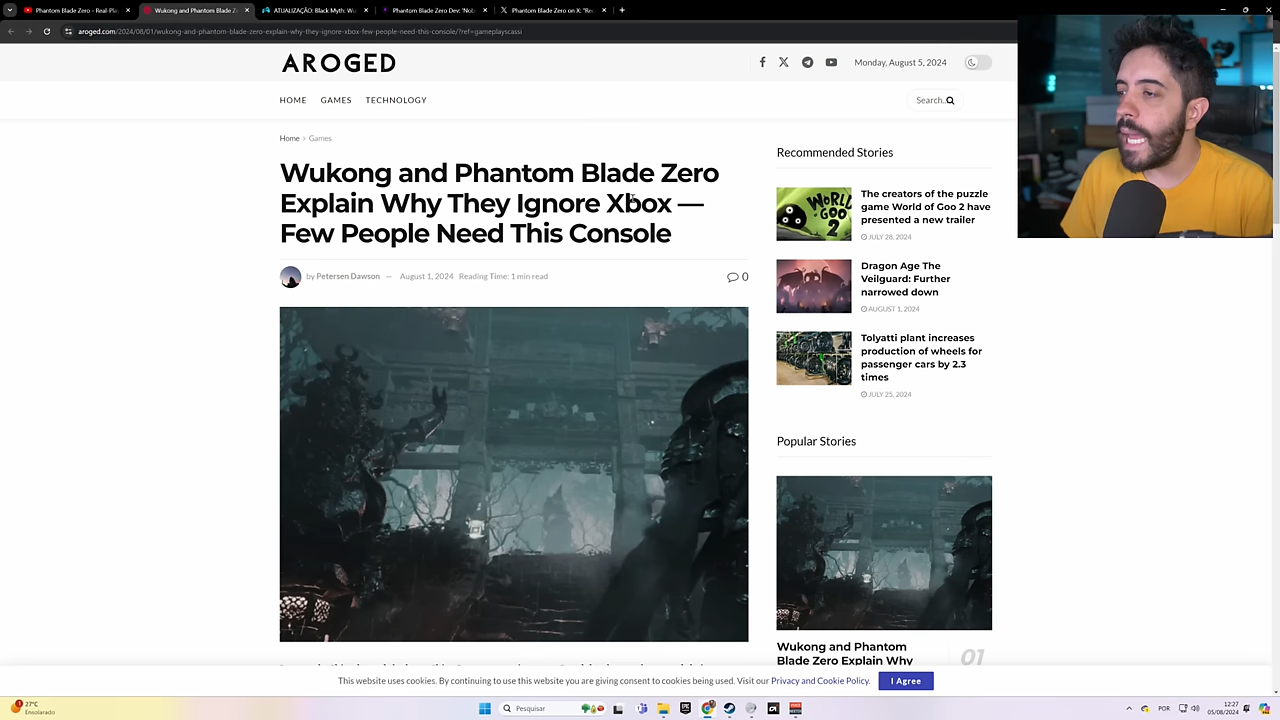 Phantom Blade Zero - Real-Play
Wukong and Phantom Blade Z
ATUALIZAÇÃO: Black Myth: W
Phantom Blade Zero Dev: "Nob
Phantom Blade Zero on X: "Re
aroged.com/2024/08/01/wukong-and-phantom-blade-zero-explain-why-they-ignore-xbox-few-people-need-this-console/?ref=gameplayscassi
AROGED
Monday, August 5, 2024
HOME GAMES TECHNOLOGY
Search..
Home > Games
Wukong and Phantom Blade Zero
Explain Why They Ignore Xbox —
Few People Need This Console
by Petersen Dawson — August 1, 2024 Reading Time: 1 min read
0
Recommended Stories
WORLD OF GOO 2
The creators of the puzzle
game World of Goo 2 have
presented a new trailer
JULY 28, 2024
Dragon Age The
Veilguard: Further
narrowed down
AUGUST 1, 2024
Tolyatti plant increases
production of wheels for
passenger cars by 2.3
times
JULY 25, 2024
Popular Stories
Wukong and Phantom
Blade Zero Explain Why
01
This website uses cookies. By continuing to use this website you are giving consent to cookies being used. Visit our Privacy and Cookie Policy.
I Agree
27°C
Ensolarado
Pesquisar
POR
12:27
05/08/2024